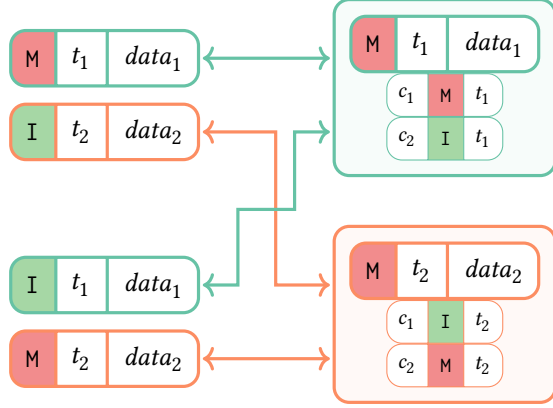 M t₁ data₁
I t₂ data₂
I t₁ data₁
M t₂ data₂
M t₁ data₁
c₁ M t₁
c₂ I t₁
M t₂ data₂
c₁ I t₂
c₂ M t₂